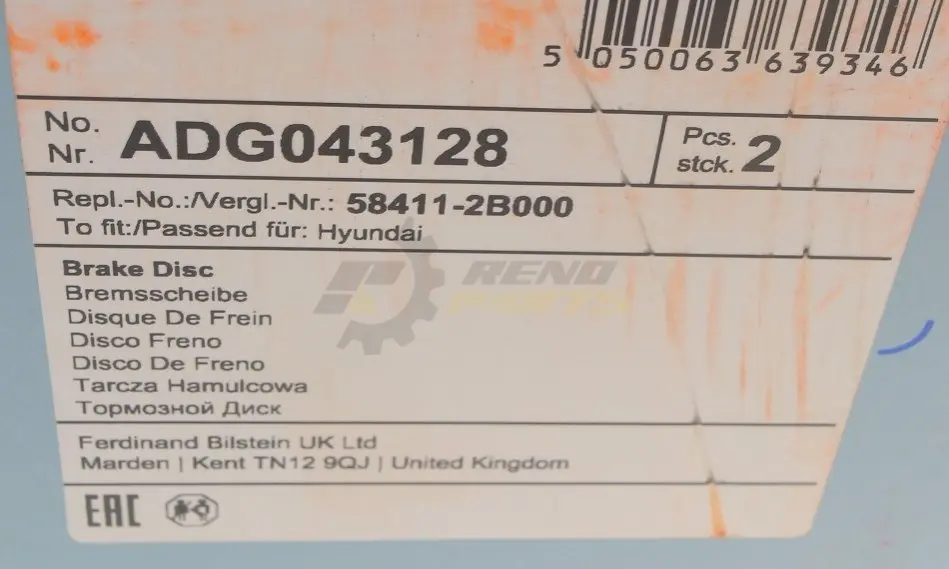 5 050063 639346
No.
Nr. ADG043128
Pcs.
stck. 2
Repl.-No.:/Vergl.-Nr.: 58411-2B000
To fit:/Passend für: Hyundai
Brake Disc
Bremsscheibe
Disque De Frein
Disco Freno
Disco De Freno
Tarcza Hamulcowa
Тормозной Диск
RENO
PARTS
Ferdinand Bilstein UK Ltd
Marden | Kent TN12 9QJ | United Kingdom
EAC